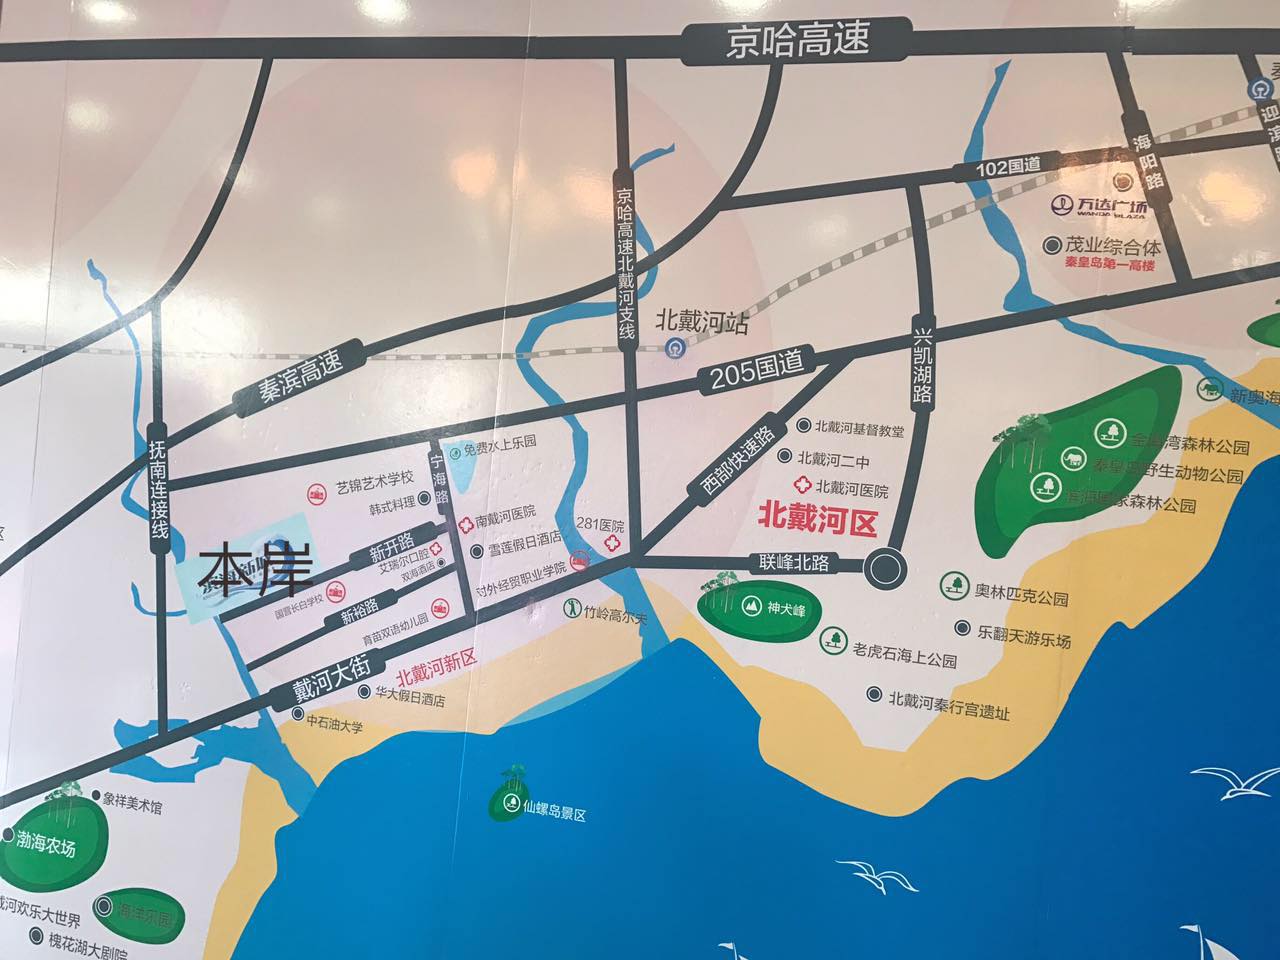 京哈高速
海阳路
102国道
万达广场
WANDA PLAZA
茂业综合体
秦皇岛第一高楼
京哈高速北戴河支线
北戴河站
兴凯湖路
秦滨高速
205国道
新奥海
西部快速路
北戴河基督教堂
北戴河二中
北戴河医院
北戴河区
金海湾森林公园
秦皇岛野生动物公园
滨海国家森林公园
抚南连接线
宁海路
免费水上乐园
艺锦艺术学校
韩式料理
南戴河医院
281医院
雪莲假日酒店
新开路
艾瑞尔口腔
双海酒店
对外经贸职业学院
本岸
国营长白学校
新裕路
育苗双语幼儿园
竹岭高尔夫
联峰北路
神犬峰
奥林匹克公园
乐翻天游乐场
老虎石海上公园
北戴河秦行宫遗址
戴河大街
北戴河新区
华大假日酒店
中石油大学
仙螺岛景区
象祥美术馆
渤海农场
海洋乐园
戴河欢乐大世界
槐花湖大剧院